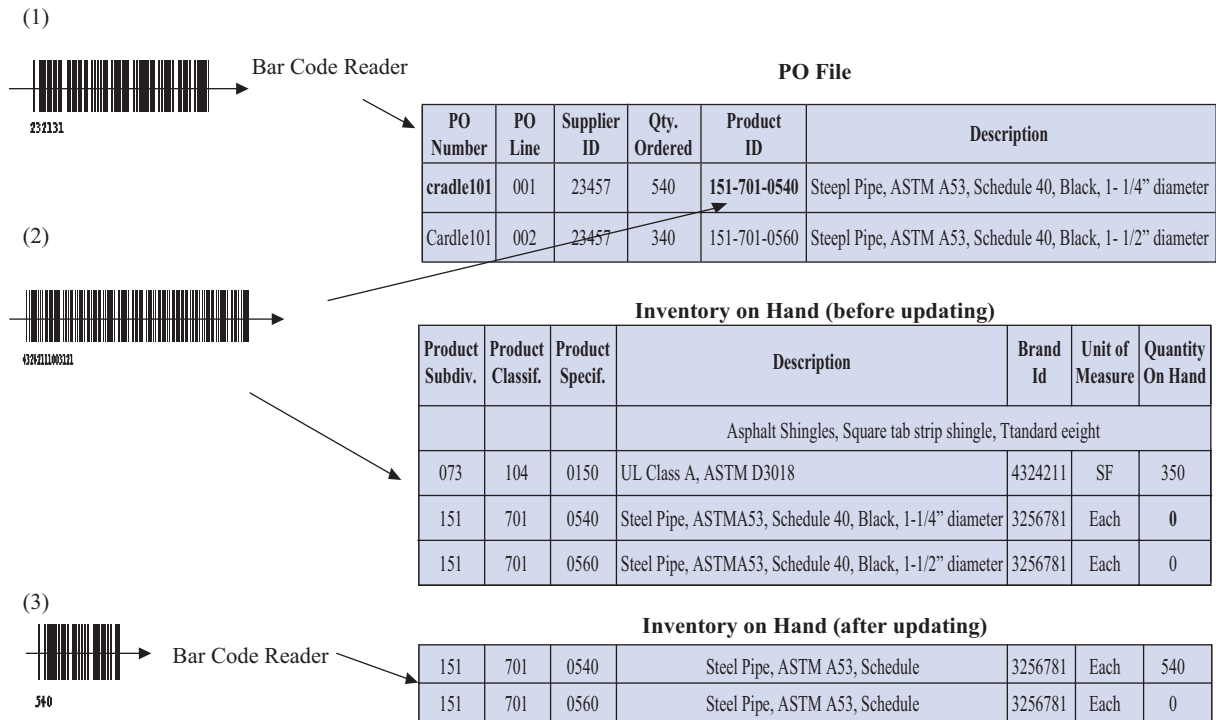 (1)
Bar Code Reader
232131
PO File
PO Number PO Line Supplier ID Qty. Ordered Product ID Description
cradle101 001 23457 540 151-701-0540 Steepl Pipe, ASTM A53, Schedule 40, Black, 1- 1/4” diameter
Cardle101 002 23457 340 151-701-0560 Steepl Pipe, ASTM A53, Schedule 40, Black, 1- 1/2” diameter
(2)
Inventory on Hand (before updating)
Product Subdiv. Product Classif. Product Specif. Description Brand Id Unit of Measure Quantity On Hand
Asphalt Shingles, Square tab strip shingle, Ttandard eeight
073 104 0150 UL Class A, ASTM D3018 4324211 SF 350
151 701 0540 Steel Pipe, ASTMA53, Schedule 40, Black, 1-1/4” diameter 3256781 Each 0
151 701 0560 Steel Pipe, ASTMA53, Schedule 40, Black, 1-1/2” diameter 3256781 Each 0
(3)
Bar Code Reader
540
Inventory on Hand (after updating)
151 701 0540 Steel Pipe, ASTM A53, Schedule 3256781 Each 540
151 701 0560 Steel Pipe, ASTM A53, Schedule 3256781 Each 0